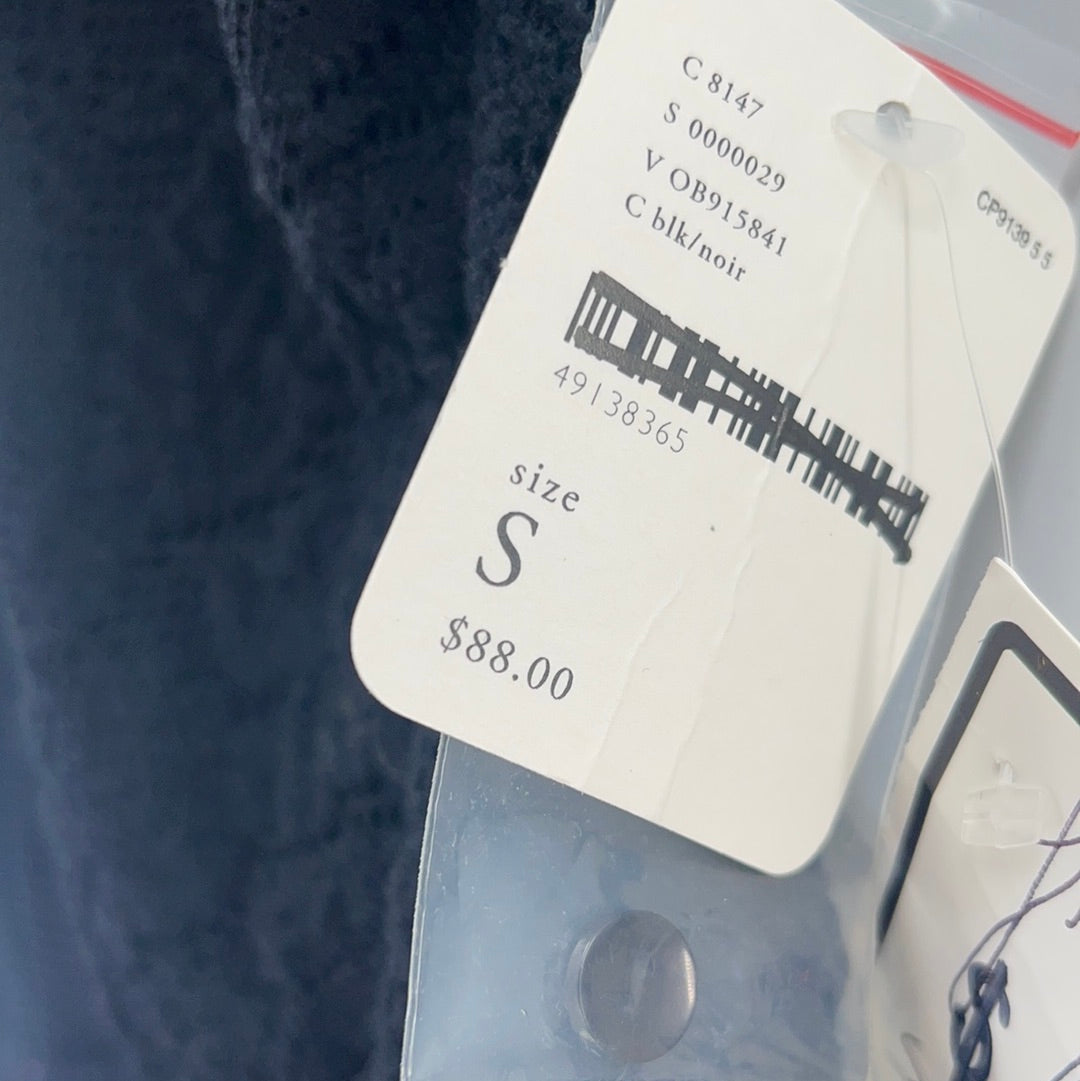 C 8147
S 0000029
V OB915841
C blk/noir
CP9139 5 5
49138365
size
S
$88.00